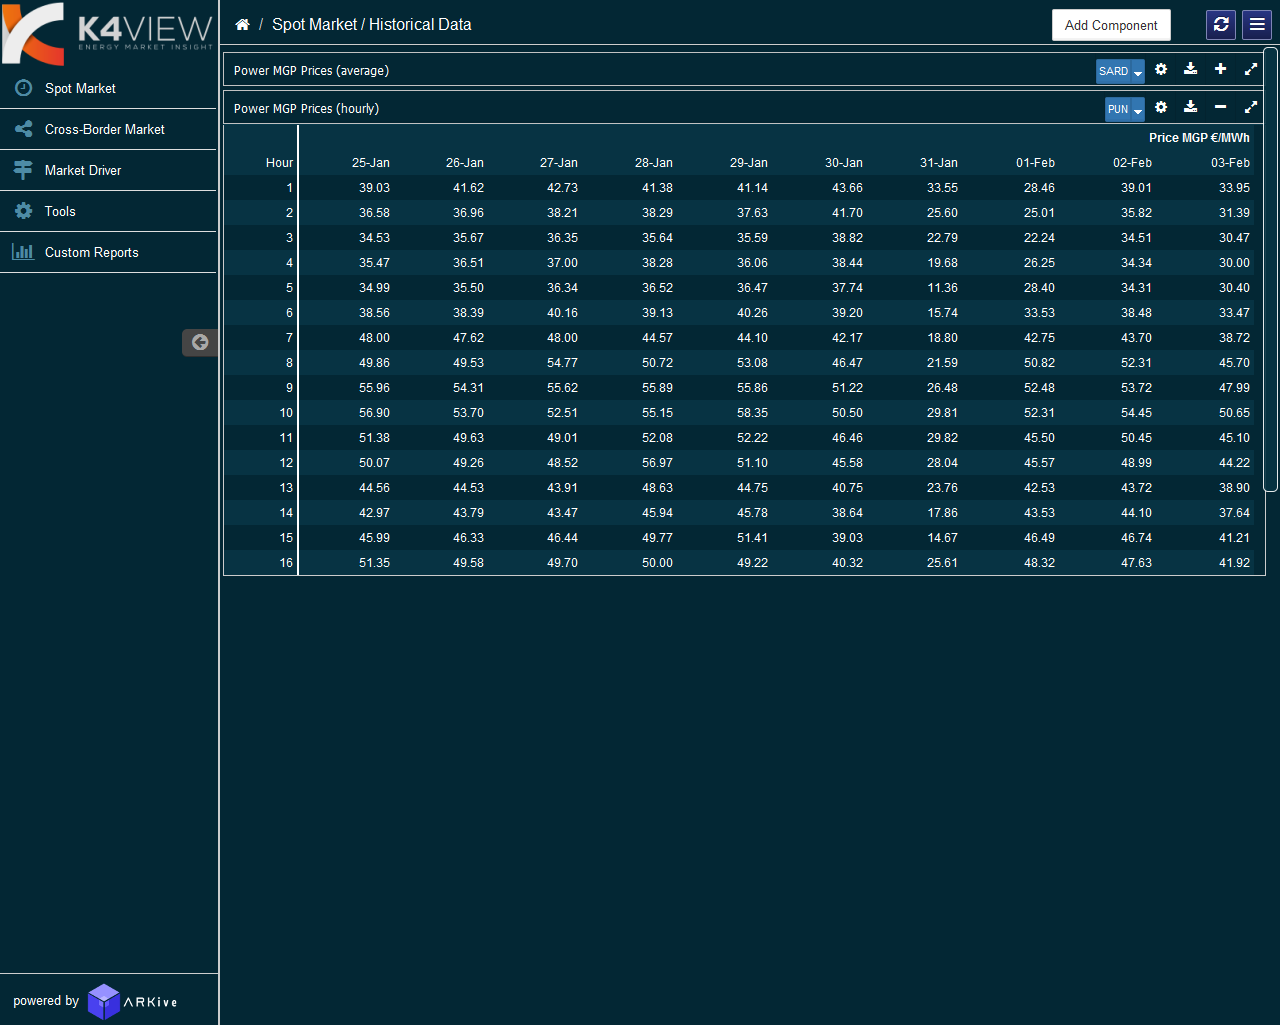 K4VIEW
ENERGY MARKET INSIGHT
/ Spot Market / Historical Data
Add Component
Spot Market
Cross-Border Market
Market Driver
Tools
Custom Reports
Power MGP Prices (average)
SARD
Power MGP Prices (hourly)
PUN
Price MGP €/MWh
Hour 25-Jan 26-Jan 27-Jan 28-Jan 29-Jan 30-Jan 31-Jan 01-Feb 02-Feb 03-Feb
1 39.03 41.62 42.73 41.38 41.14 43.66 33.55 28.46 39.01 33.95
2 36.58 36.96 38.21 38.29 37.63 41.70 25.60 25.01 35.82 31.39
3 34.53 35.67 36.35 35.64 35.59 38.82 22.79 22.24 34.51 30.47
4 35.47 36.51 37.00 38.28 36.06 38.44 19.68 26.25 34.34 30.00
5 34.99 35.50 36.34 36.52 36.47 37.74 11.36 28.40 34.31 30.40
6 38.56 38.39 40.16 39.13 40.26 39.20 15.74 33.53 38.48 33.47
7 48.00 47.62 48.00 44.57 44.10 42.17 18.80 42.75 43.70 38.72
8 49.86 49.53 54.77 50.72 53.08 46.47 21.59 50.82 52.31 45.70
9 55.96 54.31 55.62 55.89 55.86 51.22 26.48 52.48 53.72 47.99
10 56.90 53.70 52.51 55.15 58.35 50.50 29.81 52.31 54.45 50.65
11 51.38 49.63 49.01 52.08 52.22 46.46 29.82 45.50 50.45 45.10
12 50.07 49.26 48.52 56.97 51.10 45.58 28.04 45.57 48.99 44.22
13 44.56 44.53 43.91 48.63 44.75 40.75 23.76 42.53 43.72 38.90
14 42.97 43.79 43.47 45.94 45.78 38.64 17.86 43.53 44.10 37.64
15 45.99 46.33 46.44 49.77 51.41 39.03 14.67 46.49 46.74 41.21
16 51.35 49.58 49.70 50.00 49.22 40.32 25.61 48.32 47.63 41.92
powered by ARKive